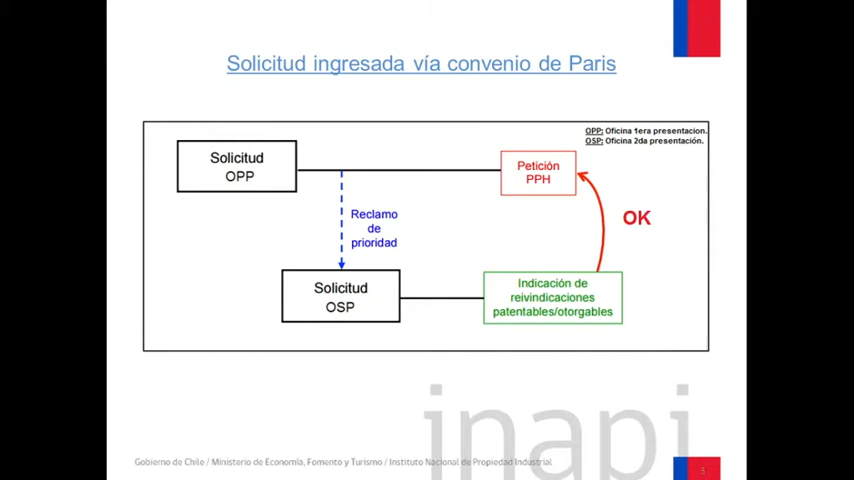 Solicitud ingresada vía convenio de Paris
OPP: Oficina 1era presentacion.
OSP: Oficina 2da presentación.
Solicitud
OPP
Petición
PPH
Reclamo
de
prioridad
OK
Solicitud
OSP
Indicación de
reivindicaciones
patentables/otorgables
inapi
Gobierno de Chile / Ministerio de Economía, Fomento y Turismo / Instituto Nacional de Propiedad Industrial
3